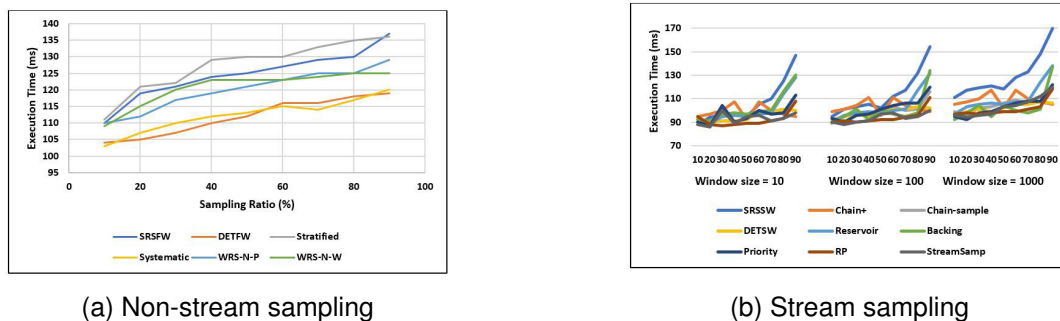 140
135
130
125
120
115
110
105
100
Execution Time (ms)
0 20 40 60 80 100
Sampling Ratio (%)
SRSFW DETFW Stratified
Systematic WRS-N-P WRS-N-W
(a) Non-stream sampling
170
150
130
110
90
70
Execution Time (ms)
10 20 30 40 50 60 70 80 90 10 20 30 40 50 60 70 80 90 10 20 30 40 50 60 70 80 90
Window size = 10 Window size = 100 Window size = 1000
SRSSW Chain+ Chain-sample
DETSW Reservoir Backing
Priority RP StreamSamp
(b) Stream sampling